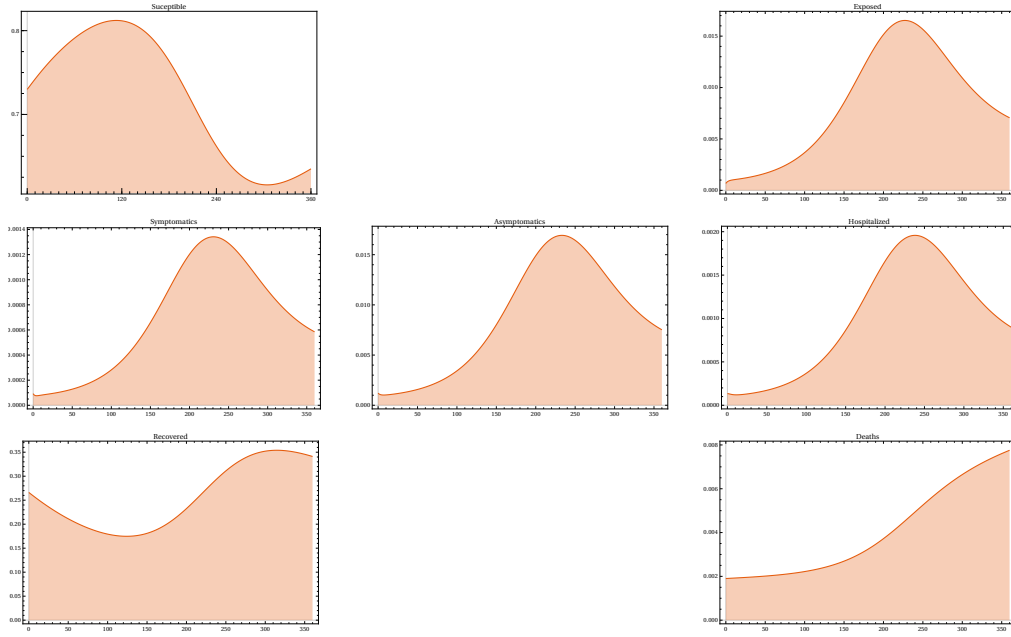 Suceptible
0.8
0.7
0 120 240 360
Exposed
0.015
0.010
0.005
0.000
0 50 100 150 200 250 300 350
Symptomatics
0.0014
0.0012
0.0010
0.0008
0.0006
0.0004
0.0002
0.0000
0 50 100 150 200 250 300 350
Asymptomatics
0.015
0.010
0.005
0.000
0 50 100 150 200 250 300 350
Hospitalized
0.0020
0.0015
0.0010
0.0005
0.0000
0 50 100 150 200 250 300 350
Recovered
0.35
0.30
0.25
0.20
0.15
0.10
0.05
0.00
0 50 100 150 200 250 300 350
Deaths
0.008
0.006
0.004
0.002
0.000
0 50 100 150 200 250 300 350